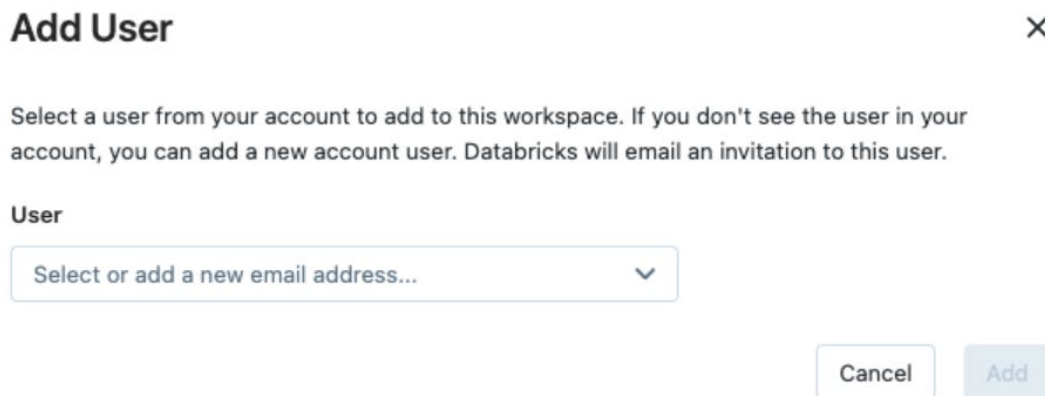 Add User
Select a user from your account to add to this workspace. If you don't see the user in your
account, you can add a new account user. Databricks will email an invitation to this user.
User
Select or add a new email address...
Cancel
Add